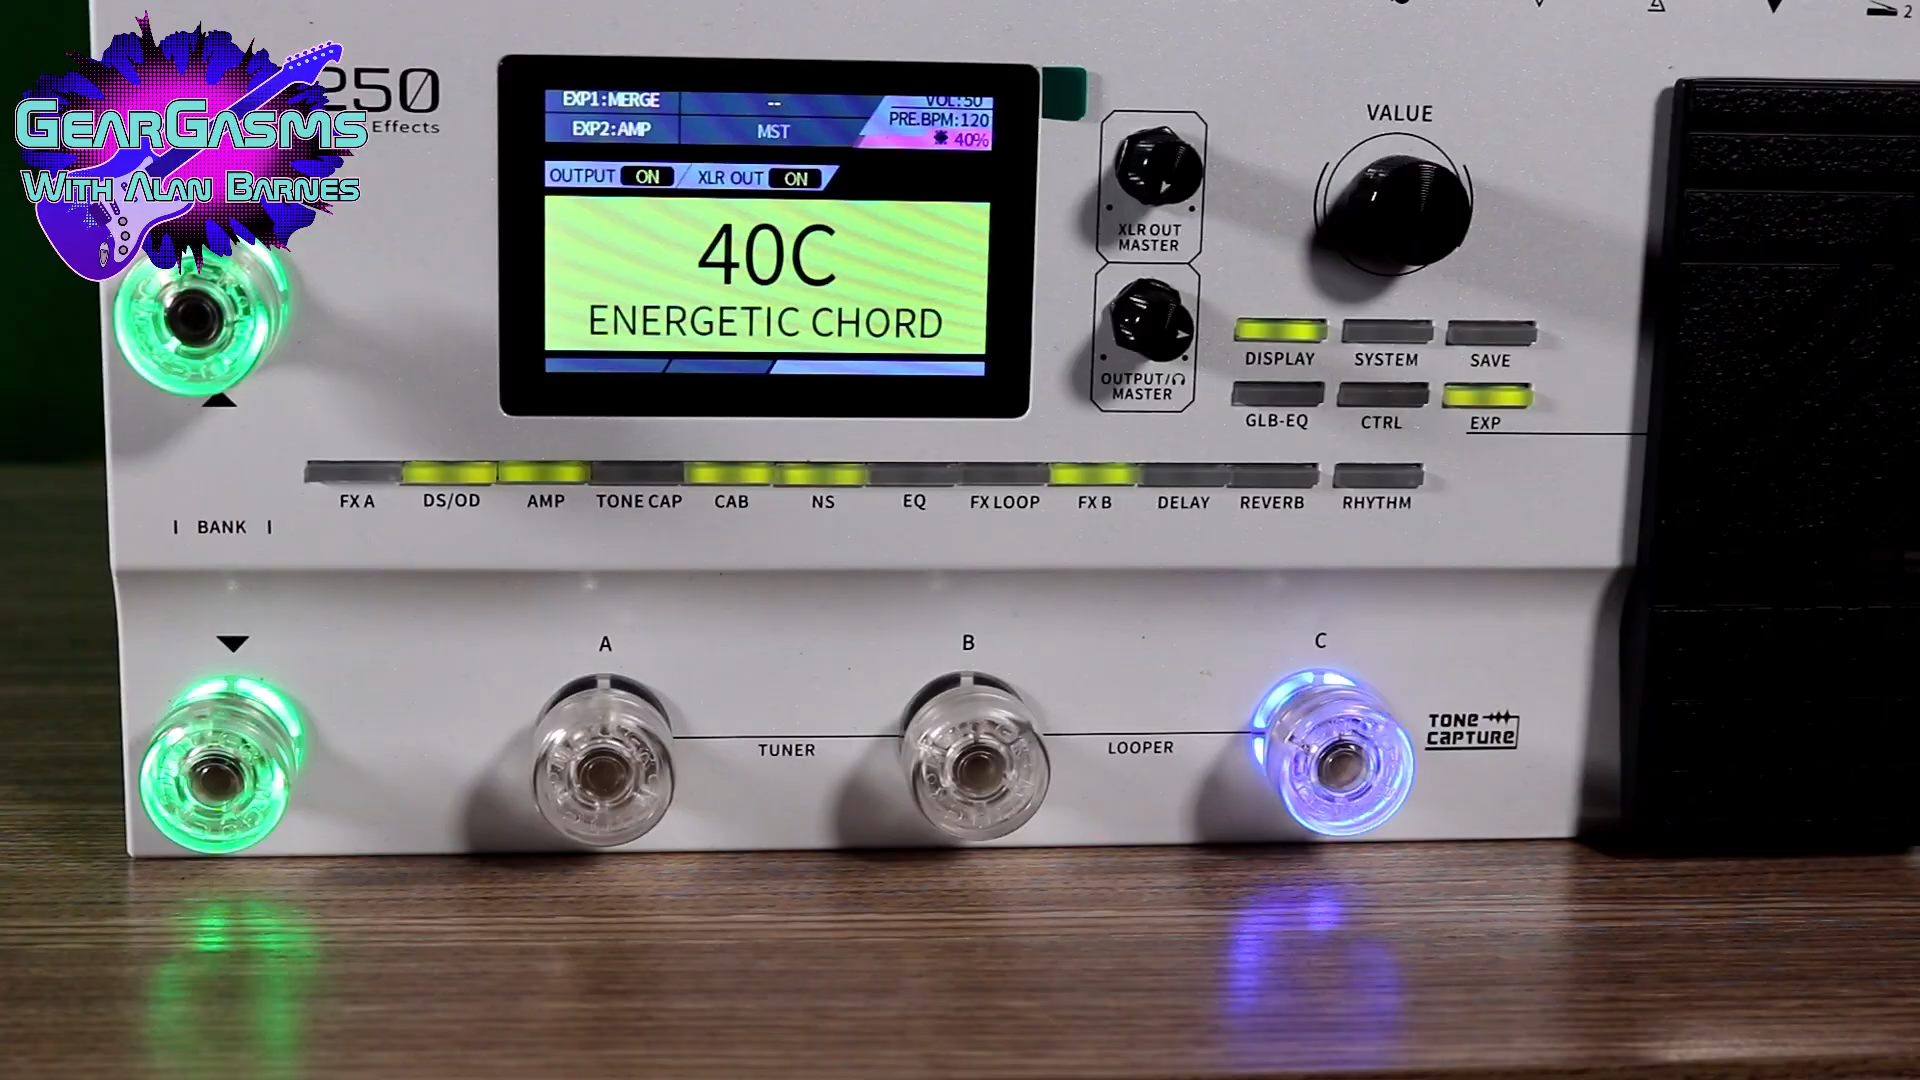 GEARGASMS
WITH ALAN BARNES
250
Effects
EXP1:MERGE
--
VOL:50
EXP2:AMP
MST
PRE.BPM:120
40%
OUTPUT ON
XLR OUT ON
40C
ENERGETIC CHORD
XLR OUT
MASTER
OUTPUT/
MASTER
VALUE
2
DISPLAY
SYSTEM
SAVE
GLB-EQ
CTRL
EXP
FX A
DS/OD
AMP
TONE CAP
CAB
NS
EQ
FX LOOP
FX B
DELAY
REVERB
RHYTHM
BANK
A
B
C
TUNER
LOOPER
TONE
CAPTURE